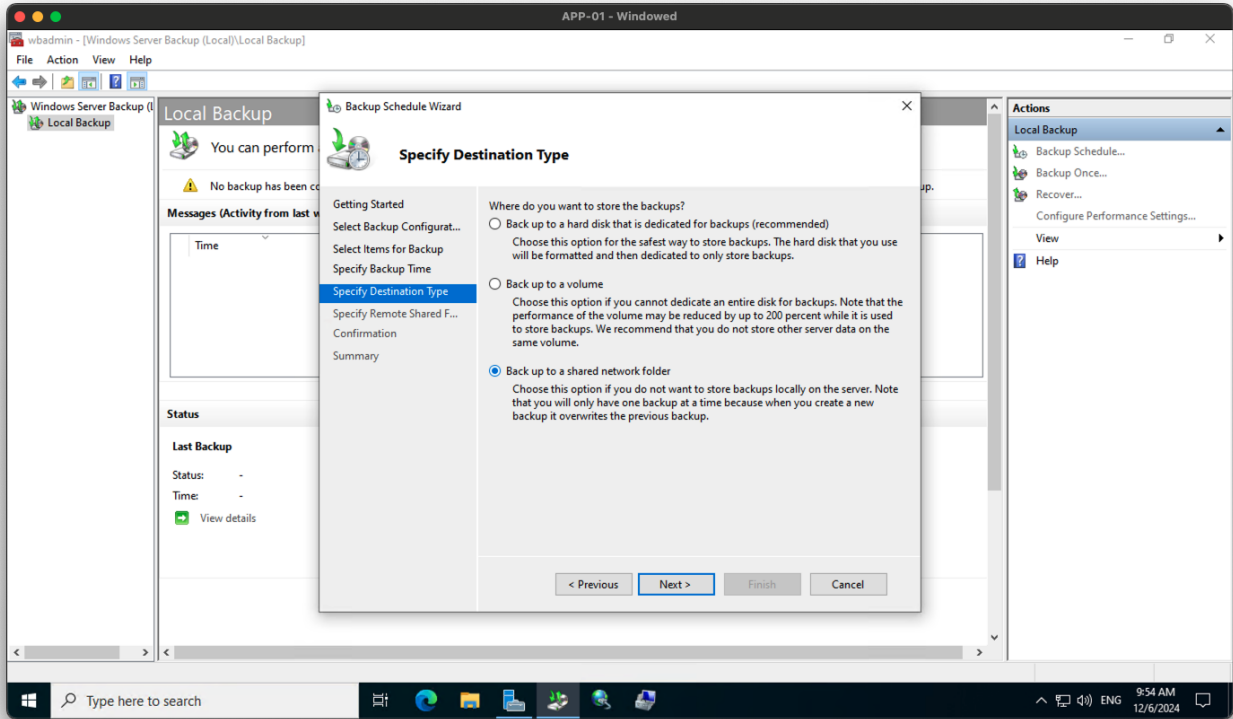 APP-01 - Windowed
wbadmin - [Windows Server Backup (Local)\Local Backup]
File Action View Help
Windows Server Backup (L
Local Backup
Local Backup
You can perform
No backup has been co
up.
Messages (Activity from last w
Time
Status
Last Backup
Status: -
Time: -
View details
Backup Schedule Wizard
Specify Destination Type
Getting Started
Select Backup Configurat...
Select Items for Backup
Specify Backup Time
Specify Destination Type
Specify Remote Shared F...
Confirmation
Summary
Where do you want to store the backups?
Back up to a hard disk that is dedicated for backups (recommended)
Choose this option for the safest way to store backups. The hard disk that you use
will be formatted and then dedicated to only store backups.
Back up to a volume
Choose this option if you cannot dedicate an entire disk for backups. Note that the
performance of the volume may be reduced by up to 200 percent while it is used
to store backups. We recommend that you do not store other server data on the
same volume.
Back up to a shared network folder
Choose this option if you do not want to store backups locally on the server. Note
that you will only have one backup at a time because when you create a new
backup it overwrites the previous backup.
< Previous
Next >
Finish
Cancel
Actions
Local Backup
Backup Schedule...
Backup Once...
Recover...
Configure Performance Settings...
View
Help
Type here to search
ENG
9:54 AM
12/6/2024